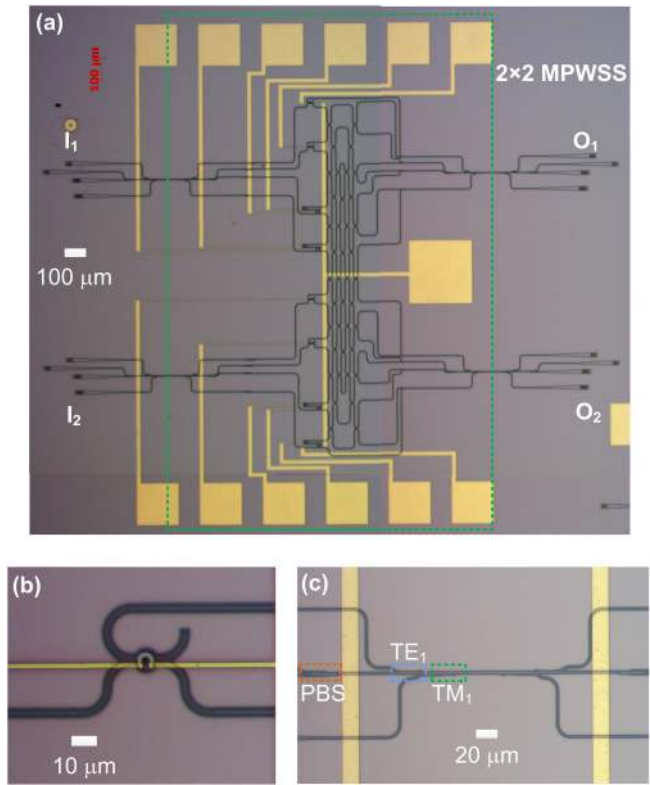 (a)
100 μm
2×2 MPWSS
I₁
O₁
100 μm
I₂
O₂
(b)
10 μm
(c)
TE₁
PBS
TM₁
20 μm